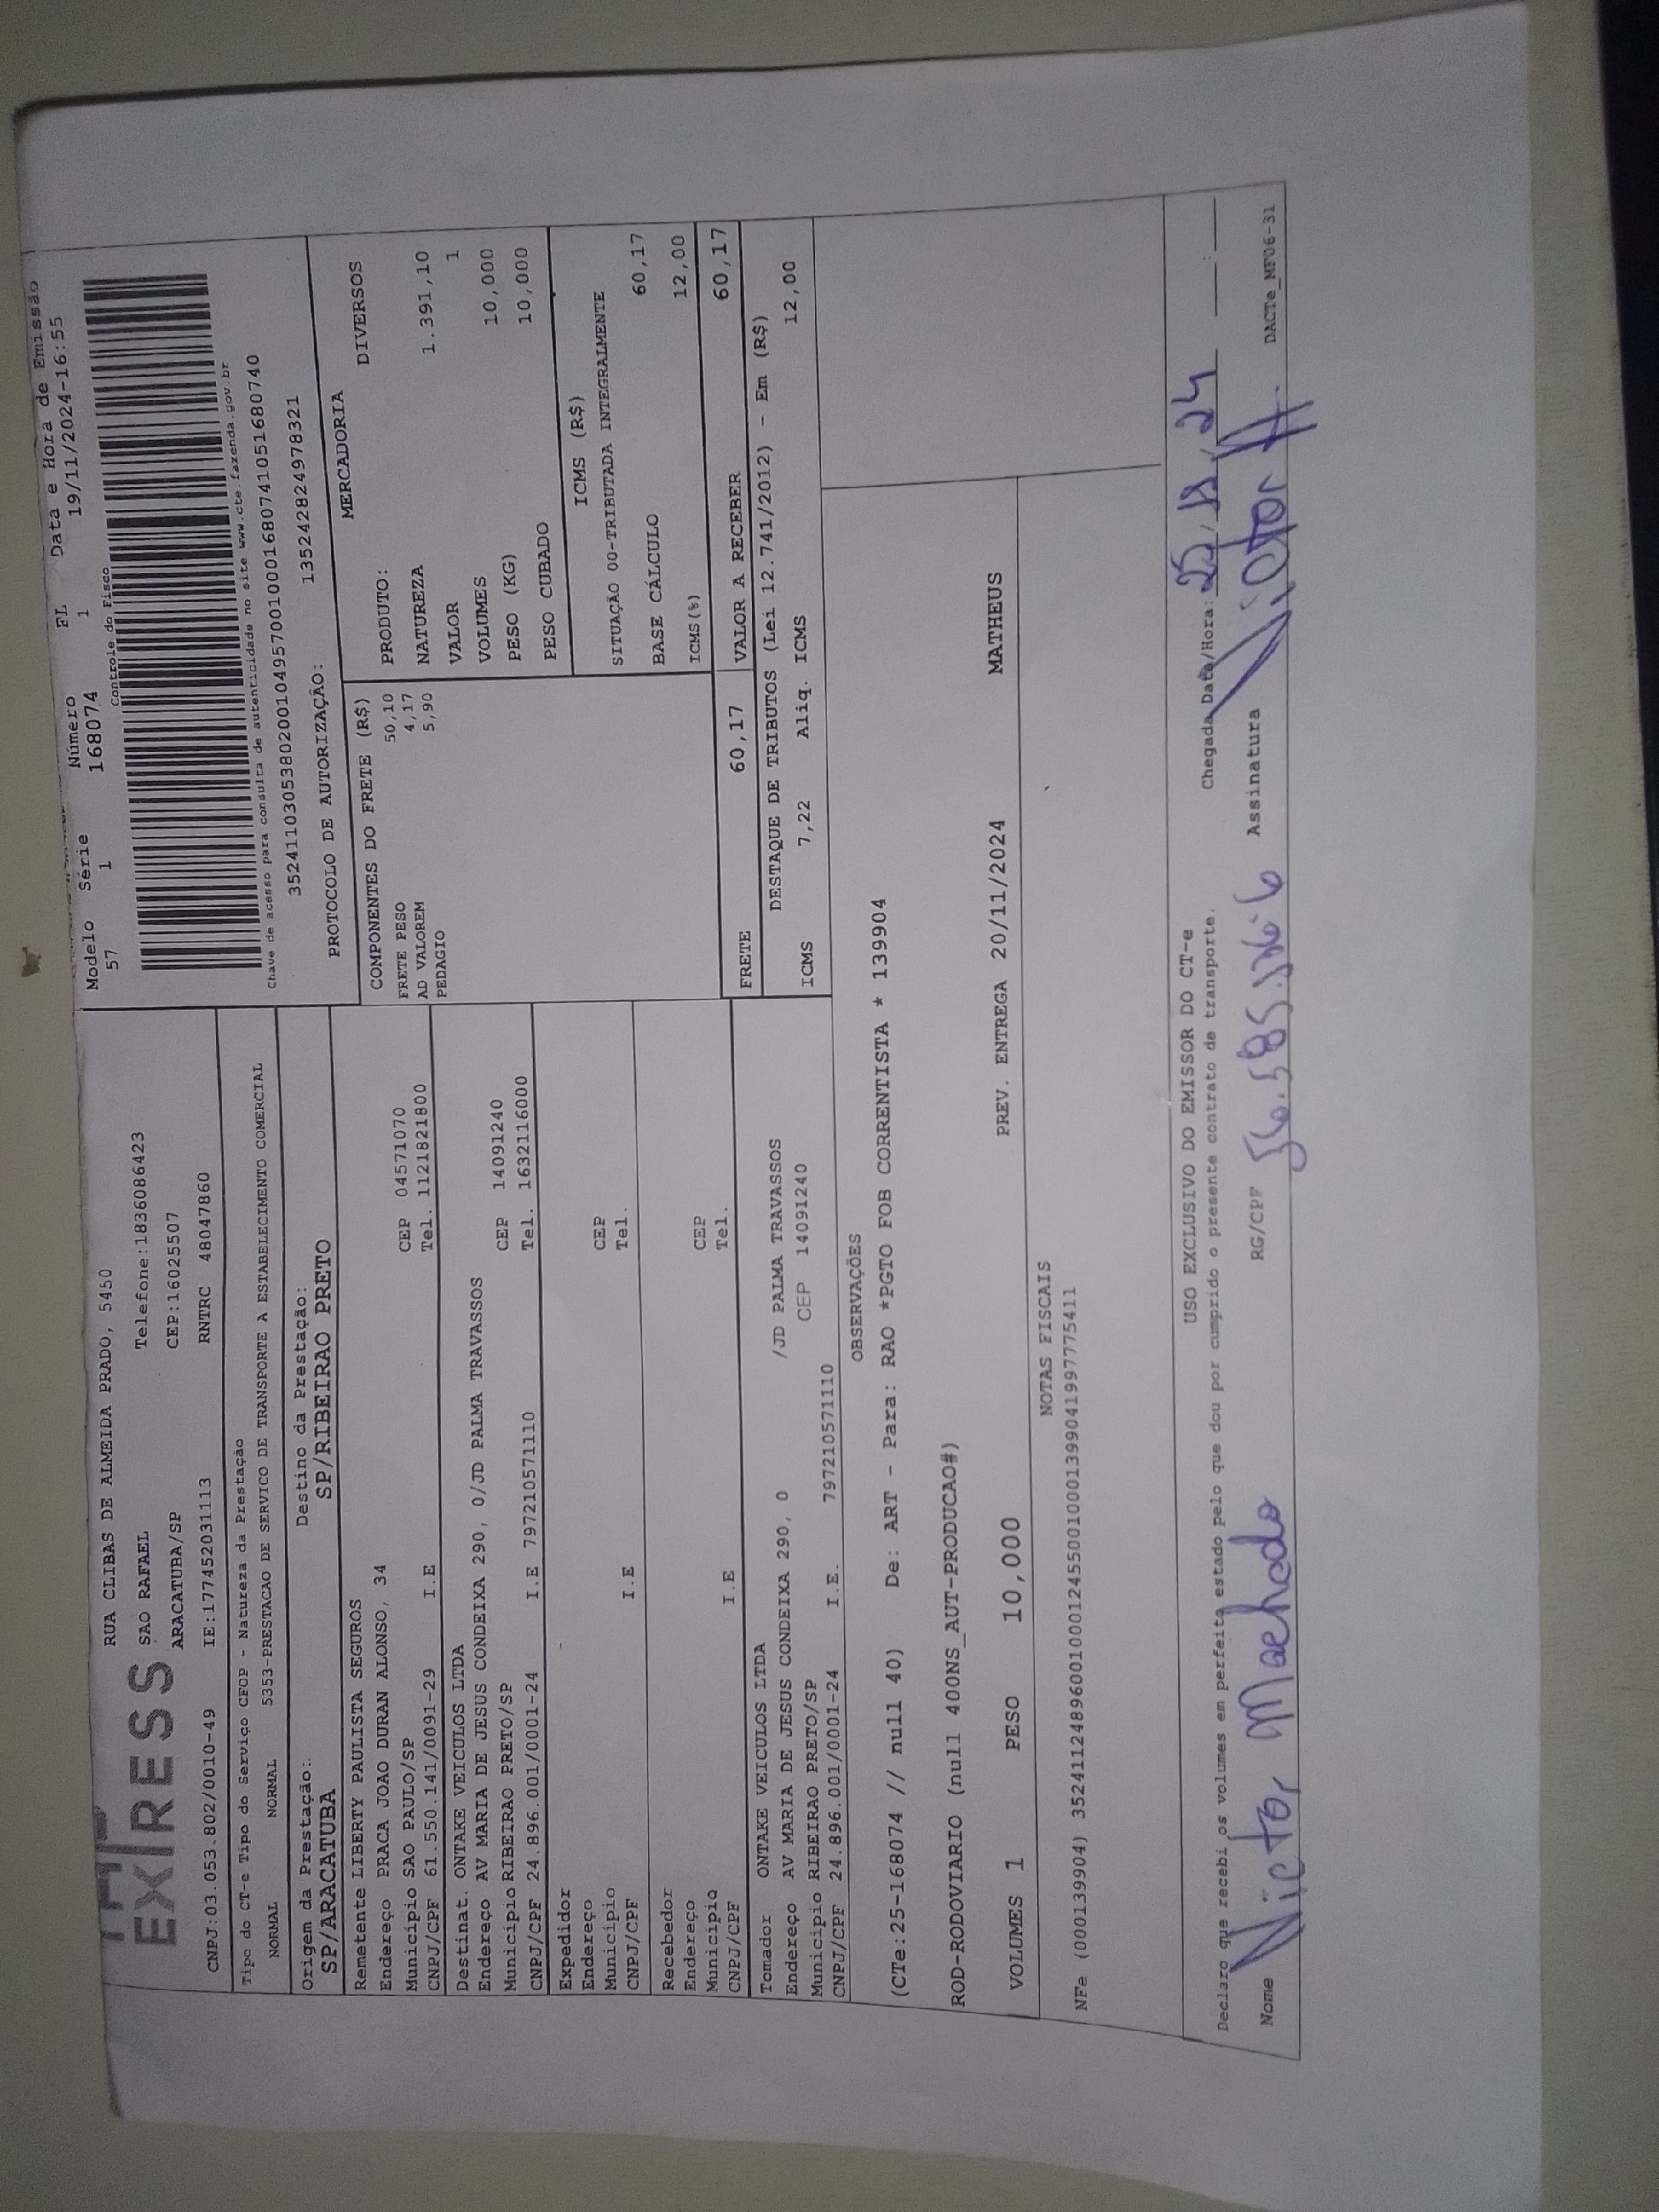 EXPRESS
RUA CLIBAS DE ALMEIDA PRADO, 5450
SAO RAFAEL Telefone:1836086423
ARACATUBA/SP CEP:16025507
CNPJ:03.053.802/0010-49 IE:177452031113 RNTRC 48047860
Modelo Série Número FL Data e Hora de Emissão
57 1 168074 1 19/11/2024-16:55
Controle do Fisco
Chave de acesso para consulta de autenticidade no site www.cte.fazenda.gov.br
35241103053802001049570010001680741051680740
PROTOCOLO DE AUTORIZAÇÃO: 135242824978321
Tipo do CT-e Tipo do Serviço CFOP - Natureza da Prestação
NORMAL NORMAL 5353-PRESTACAO DE SERVICO DE TRANSPORTE A ESTABELECIMENTO COMERCIAL
Origem da Prestação: Destino da Prestação:
SP/ARACATUBA SP/RIBEIRAO PRETO
Remetente LIBERTY PAULISTA SEGUROS
Endereço PRACA JOAO DURAN ALONSO, 34
Município SAO PAULO/SP CEP 04571070
CNPJ/CPF 61.550.141/0091-29 I.E Tel. 1121821800
Destinat. ONTAKE VEICULOS LTDA
Endereço AV MARIA DE JESUS CONDEIXA 290, 0/JD PALMA TRAVASSOS
Município RIBEIRAO PRETO/SP CEP 14091240
CNPJ/CPF 24.896.001/0001-24 I.E 797210571110 Tel. 1632116000
Expedidor
Endereço
Município CEP
CNPJ/CPF I.E Tel.
Recebedor
Endereço
Município CEP
CNPJ/CPF I.E Tel.
Tomador ONTAKE VEICULOS LTDA
Endereço AV MARIA DE JESUS CONDEIXA 290, 0 /JD PALMA TRAVASSOS
Município RIBEIRAO PRETO/SP CEP 14091240
CNPJ/CPF 24.896.001/0001-24 I.E. 797210571110
COMPONENTES DO FRETE (R$)
FRETE PESO 50,10
AD VALOREM 4,17
PEDAGIO 5,90
MERCADORIA
PRODUTO: DIVERSOS
NATUREZA
VALOR 1.391,10
VOLUMES 1
PESO (KG) 10,000
PESO CUBADO 10,000
ICMS (R$)
SITUAÇÃO 00-TRIBUTADA INTEGRALMENTE
BASE CÁLCULO 60,17
ICMS(%) 12,00
FRETE 60,17 VALOR A RECEBER 60,17
DESTAQUE DE TRIBUTOS (Lei 12.741/2012) - Em (R$)
ICMS 7,22 Aliq. ICMS 12,00
OBSERVAÇÕES
(CTe:25-168074 // null 40) De: ART - Para: RAO *PGTO FOB CORRENTISTA * 139904
ROD-RODOVIARIO (null 400NS_AUT-PRODUCAO#)
VOLUMES 1 PESO 10,000 PREV. ENTREGA 20/11/2024 MATHEUS
NOTAS FISCAIS
NFe (000139904) 35241124896001000124550010001399041997775411
USO EXCLUSIVO DO EMISSOR DO CT-e
Declaro que recebi os volumes em perfeito estado pelo que dou por cumprido o presente contrato de transporte. Chegada Data/Hora:
Nome Victor Machado RG/CPF Assinatura Victor
DACTe_MF06-31